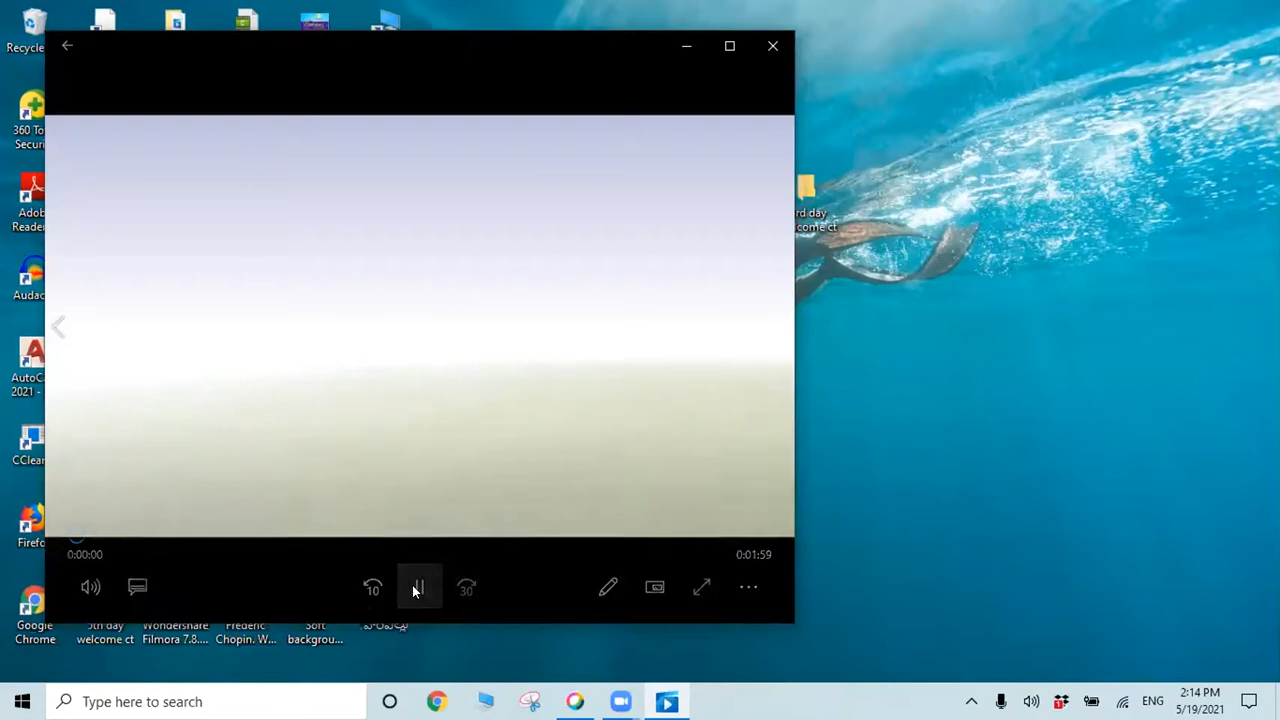 Recycle
360 To
Securi
Adob
Reader
Audac
AutoCa
2021 -
CClean
Firefo
rd day
come ct
0:00:00
0:01:59
10
30
Google
Chrome
5th day
welcome ct
Wondershare
Filmora 7.8....
Frederic
Chopin. W...
Soft
backgrou...
Type here to search
ENG
2:14 PM
5/19/2021